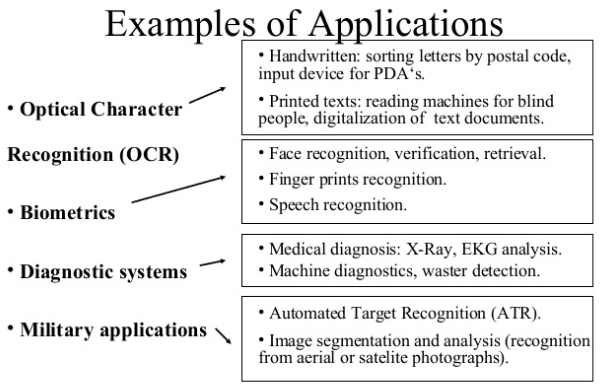 Examples of Applications
• Optical Character
Recognition (OCR)
• Handwritten: sorting letters by postal code,
input device for PDA‘s.
• Printed texts: reading machines for blind
people, digitalization of text documents.
• Biometrics
• Face recognition, verification, retrieval.
• Finger prints recognition.
• Speech recognition.
• Diagnostic systems
• Medical diagnosis: X-Ray, EKG analysis.
• Machine diagnostics, waster detection.
• Military applications
• Automated Target Recognition (ATR).
• Image segmentation and analysis (recognition
from aerial or satelite photographs).